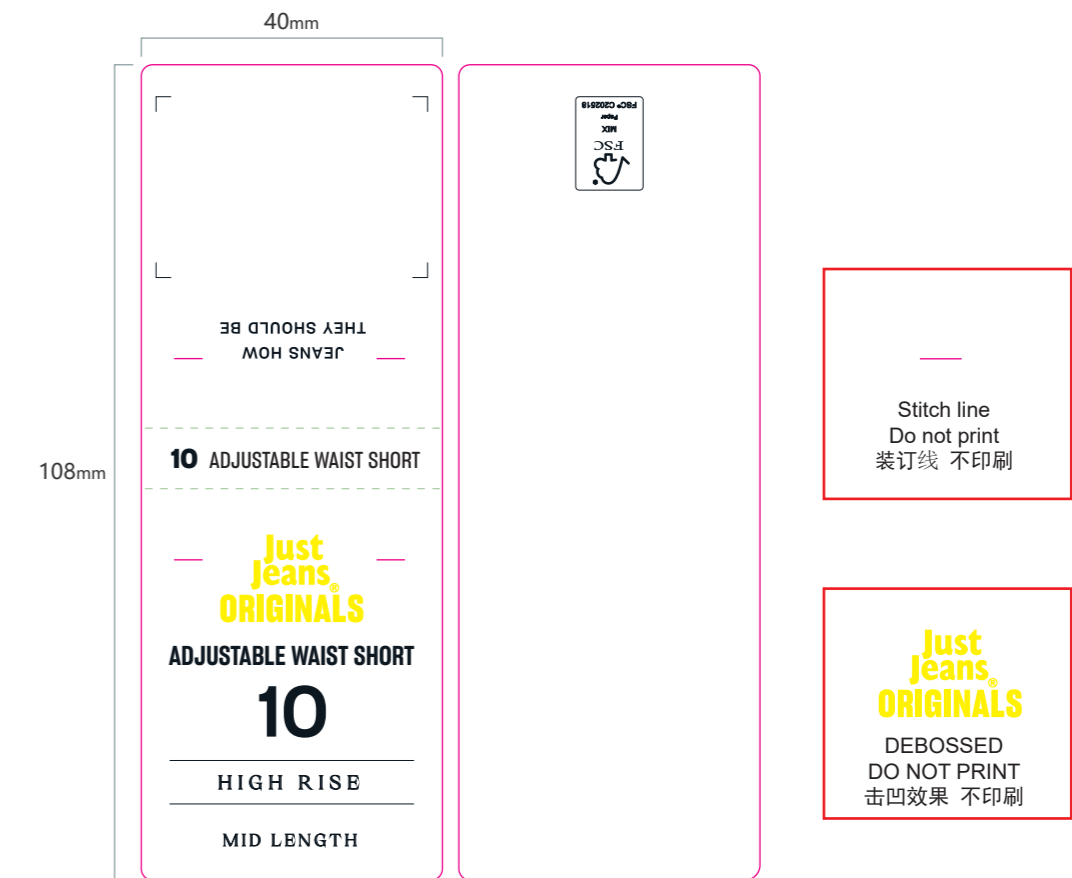 40mm
108mm
JEANS HOW
THEY SHOULD BE
10 ADJUSTABLE WAIST SHORT
Just
Jeans®
ORIGINALS
ADJUSTABLE WAIST SHORT
10
HIGH RISE
MID LENGTH
FSC
MIX
Paper
FSC® C202518
Stitch line
Do not print
装订线 不印刷
Just
Jeans®
ORIGINALS
DEBOSSED
DO NOT PRINT
击凹效果 不印刷